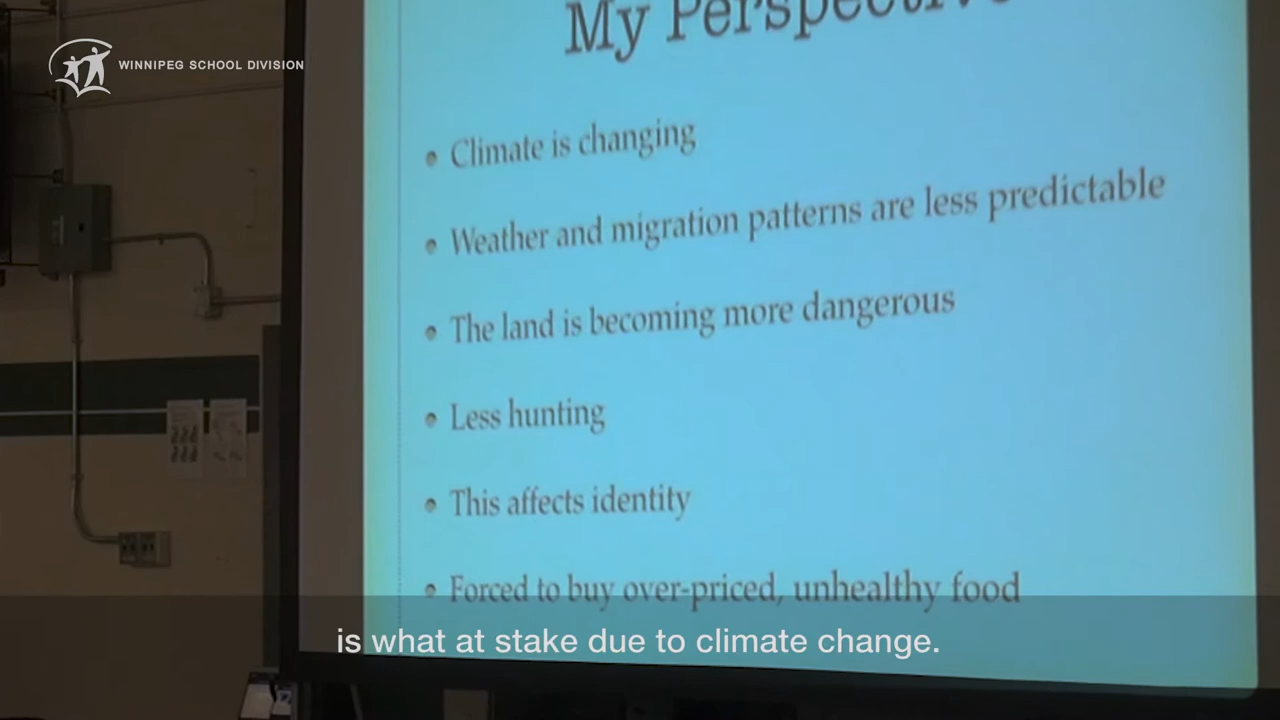 WINNIPEG SCHOOL DIVISION
My Perspective
• Climate is changing
• Weather and migration patterns are less predictable
• The land is becoming more dangerous
• Less hunting
• This affects identity
• Forced to buy over-priced, unhealthy food
is what at stake due to climate change.